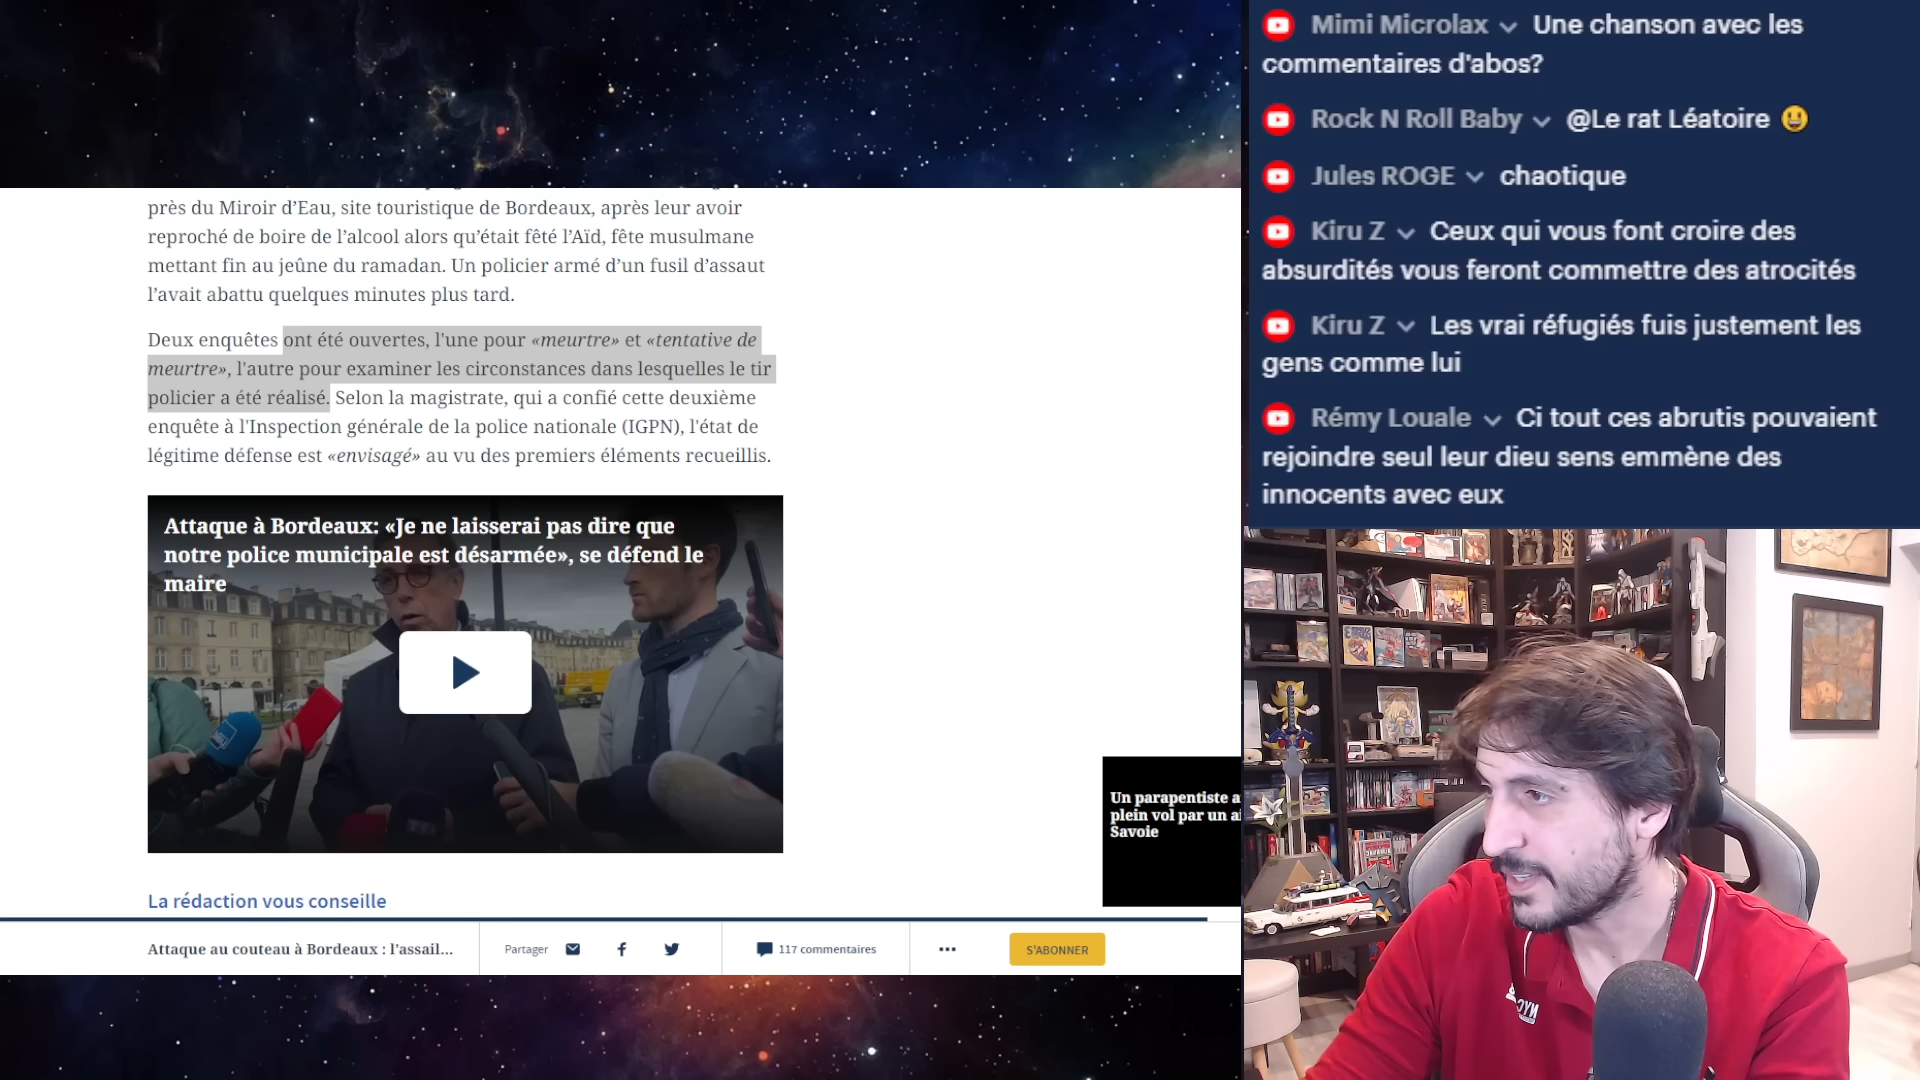 près du Miroir d'Eau, site touristique de Bordeaux, après leur avoir
reproché de boire de l'alcool alors qu'était fêté l'Aïd, fête musulmane
mettant fin au jeûne du ramadan. Un policier armé d'un fusil d'assaut
l'avait abattu quelques minutes plus tard.
Deux enquêtes ont été ouvertes, l'une pour «meurtre» et «tentative de
meurtre», l'autre pour examiner les circonstances dans lesquelles le tir
policier a été réalisé. Selon la magistrate, qui a confié cette deuxième
enquête à l'Inspection générale de la police nationale (IGPN), l'état de
légitime défense est «envisagé» au vu des premiers éléments recueillis.
Attaque à Bordeaux: «Je ne laisserai pas dire que
notre police municipale est désarmée», se défend le
maire
Un parapentiste a
plein vol par un a
Savoie
La rédaction vous conseille
Attaque au couteau à Bordeaux : l'assail...
Partager
117 commentaires
S'ABONNER
Mimi Microlax Une chanson avec les
commentaires d'abos?
Rock N Roll Baby @Le rat Léatoire 😃
Jules ROGE chaotique
Kiru Z Ceux qui vous font croire des
absurdités vous feront commettre des atrocités
Kiru Z Les vrai réfugiés fuis justement les
gens comme lui
Rémy Louale Ci tout ces abrutis pouvaient
rejoindre seul leur dieu sens emmène des
innocents avec eux
NYC